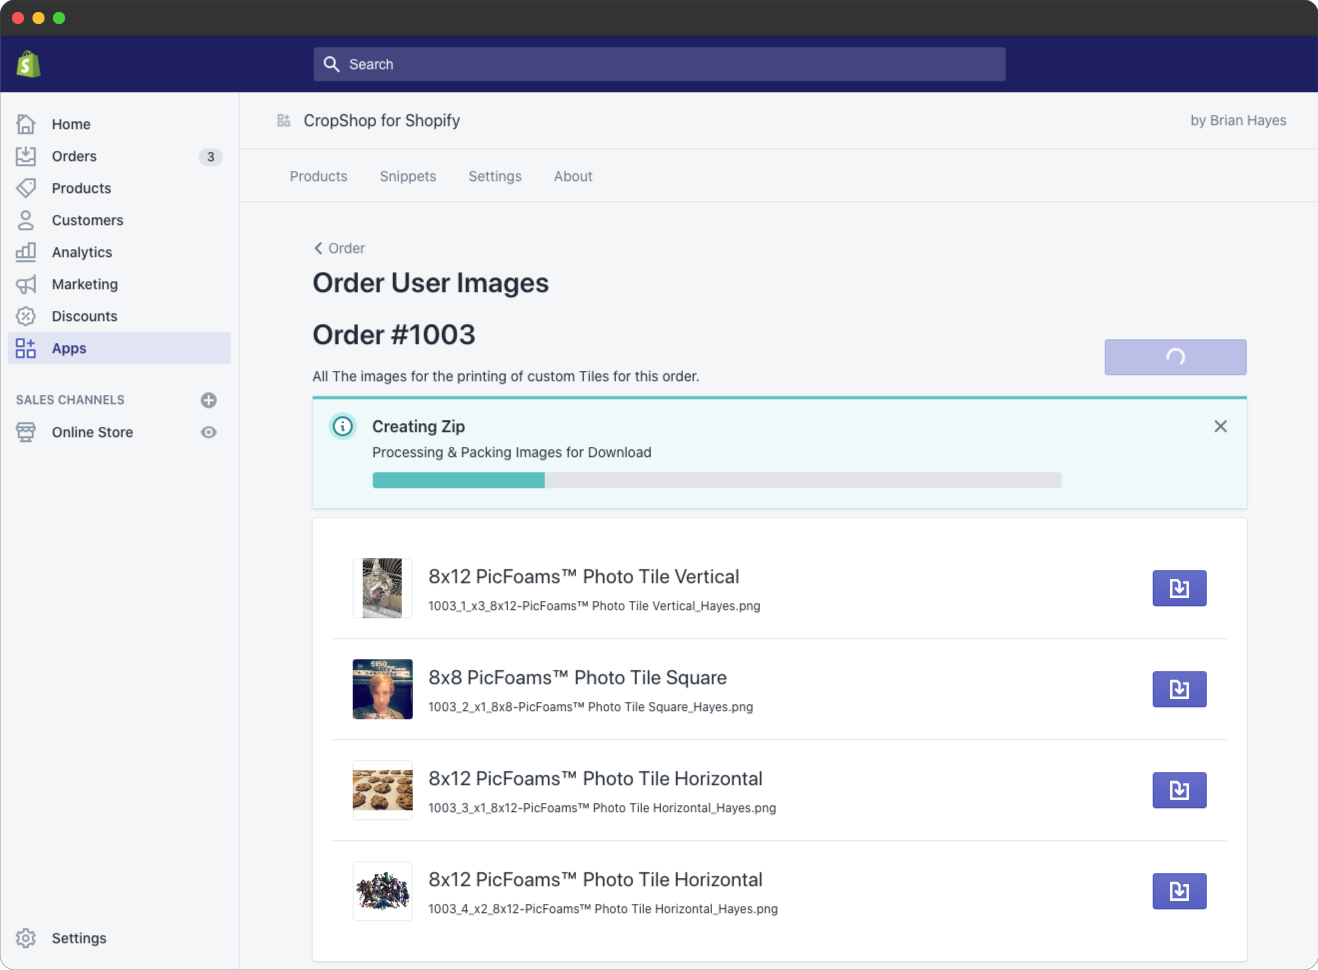 Search
Home
Orders
3
Products
Customers
Analytics
Marketing
Discounts
Apps
SALES CHANNELS
Online Store
Settings
CropShop for Shopify
by Brian Hayes
Products
Snippets
Settings
About
Order
Order User Images
Order #1003
All The images for the printing of custom Tiles for this order.
Creating Zip
Processing & Packing Images for Download
8x12 PicFoams™ Photo Tile Vertical
1003_1_x3_8x12-PicFoams™ Photo Tile Vertical_Hayes.png
8x8 PicFoams™ Photo Tile Square
1003_2_x1_8x8-PicFoams™ Photo Tile Square_Hayes.png
8x12 PicFoams™ Photo Tile Horizontal
1003_3_x1_8x12-PicFoams™ Photo Tile Horizontal_Hayes.png
8x12 PicFoams™ Photo Tile Horizontal
1003_4_x2_8x12-PicFoams™ Photo Tile Horizontal_Hayes.png